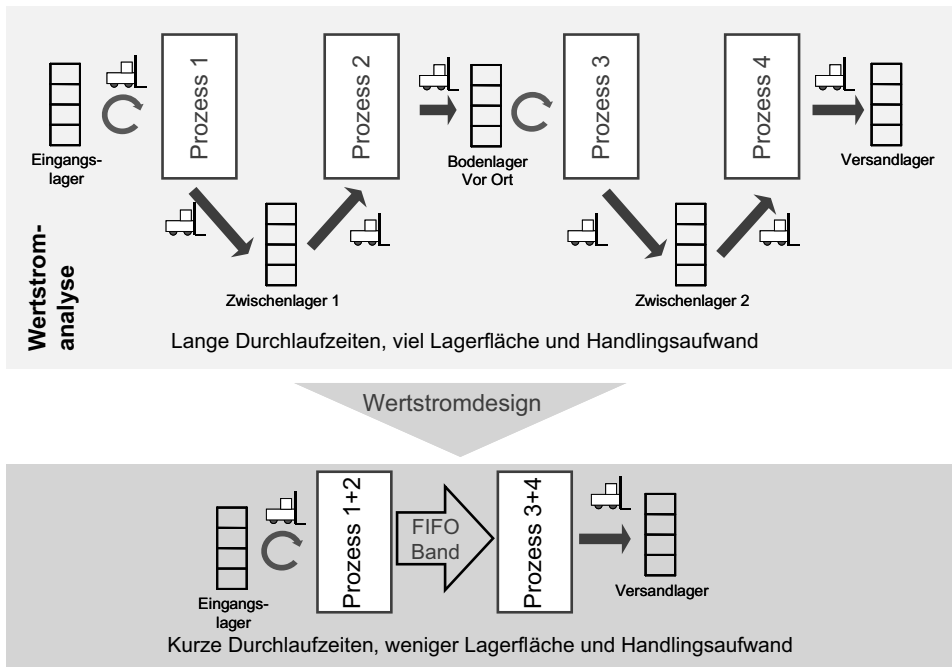 Prozess 1
Prozess 2
Prozess 3
Prozess 4
Eingangs-
lager
Bodenlager
Vor Ort
Versandlager
Zwischenlager 1
Zwischenlager 2
Wertstrom-
analyse
Lange Durchlaufzeiten, viel Lagerfläche und Handlingsaufwand
Wertstromdesign
Prozess 1+2
FIFO
Band
Prozess 3+4
Eingangs-
lager
Versandlager
Kurze Durchlaufzeiten, weniger Lagerfläche und Handlingsaufwand